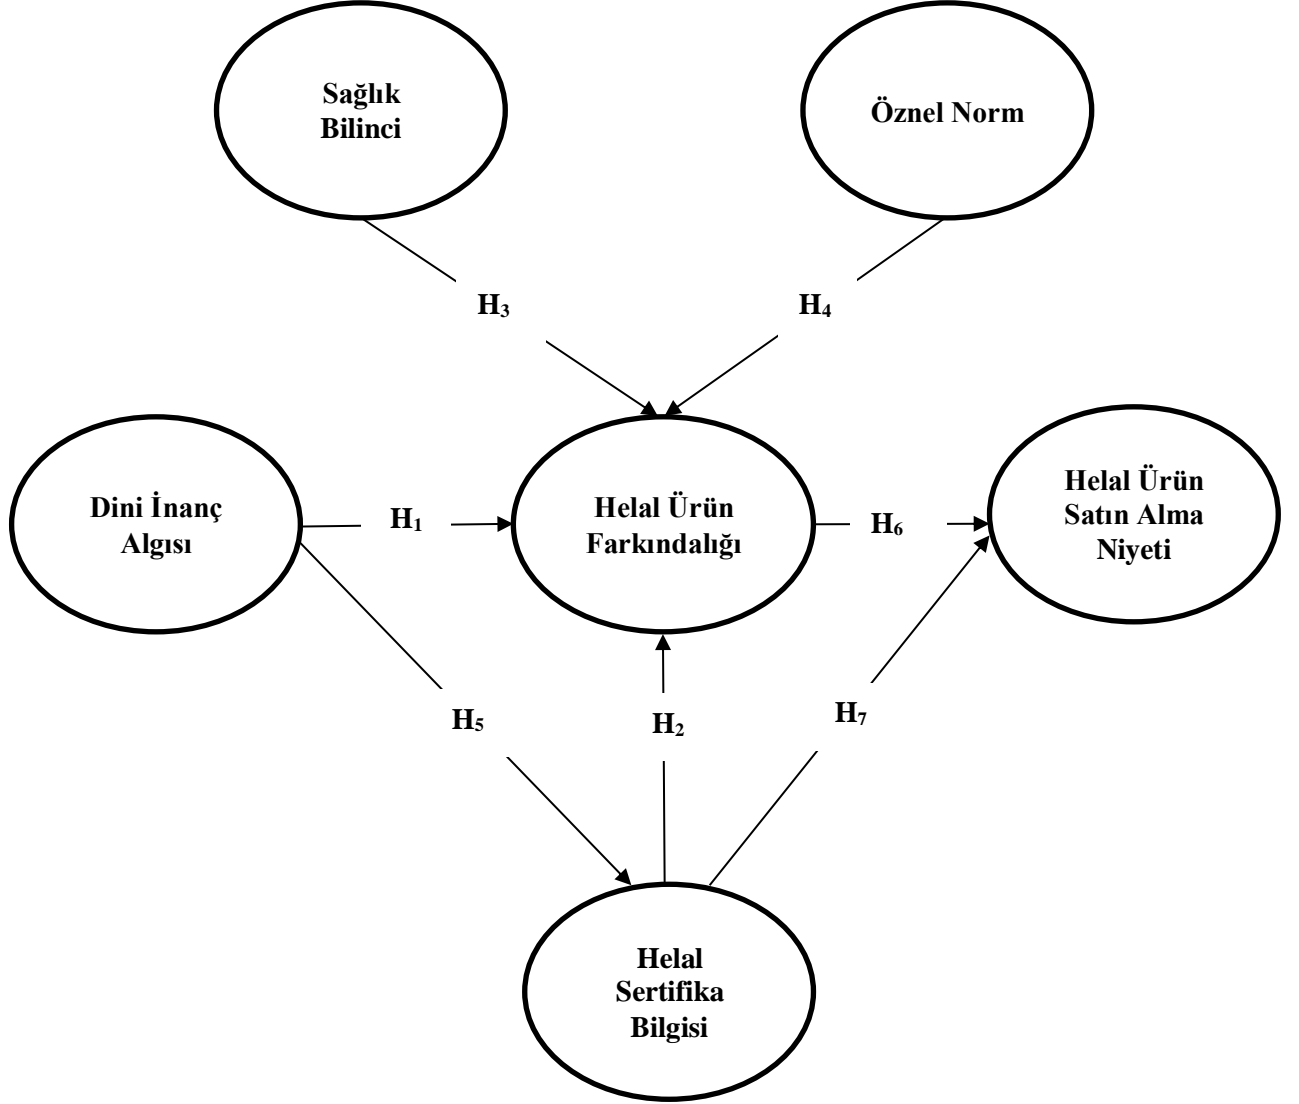 Sağlık
Bilinci
Öznel Norm
H₃
H₄
Dini İnanç
Algısı
H₁
Helal Ürün
Farkındalığı
H₆
Helal Ürün
Satın Alma
Niyeti
H₅
H₂
H₇
Helal
Sertifika
Bilgisi